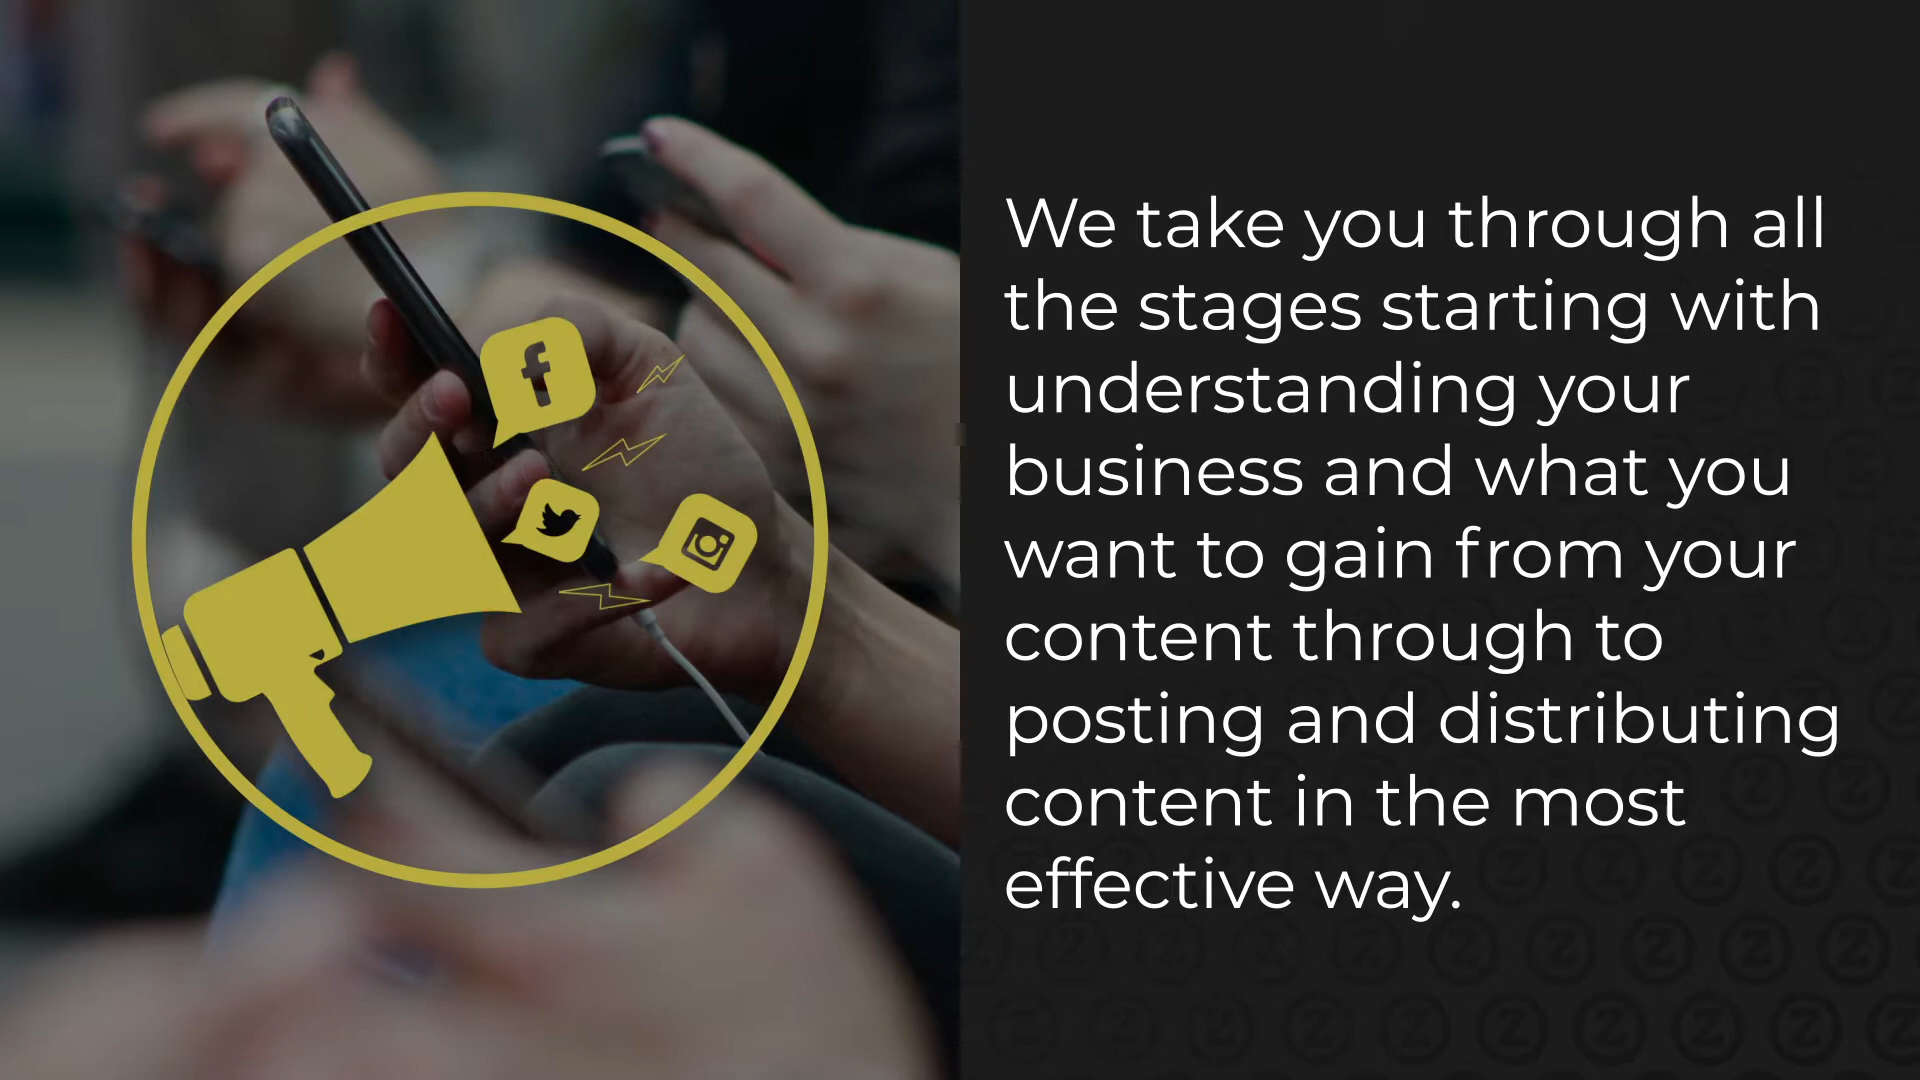 We take you through all
the stages starting with
understanding your
business and what you
want to gain from your
content through to
posting and distributing
content in the most
effective way.